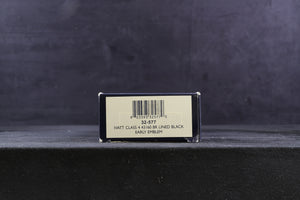 32-577
IVATT CLASS 4 43160 BR LINED BLACK
EARLY EMBLEM